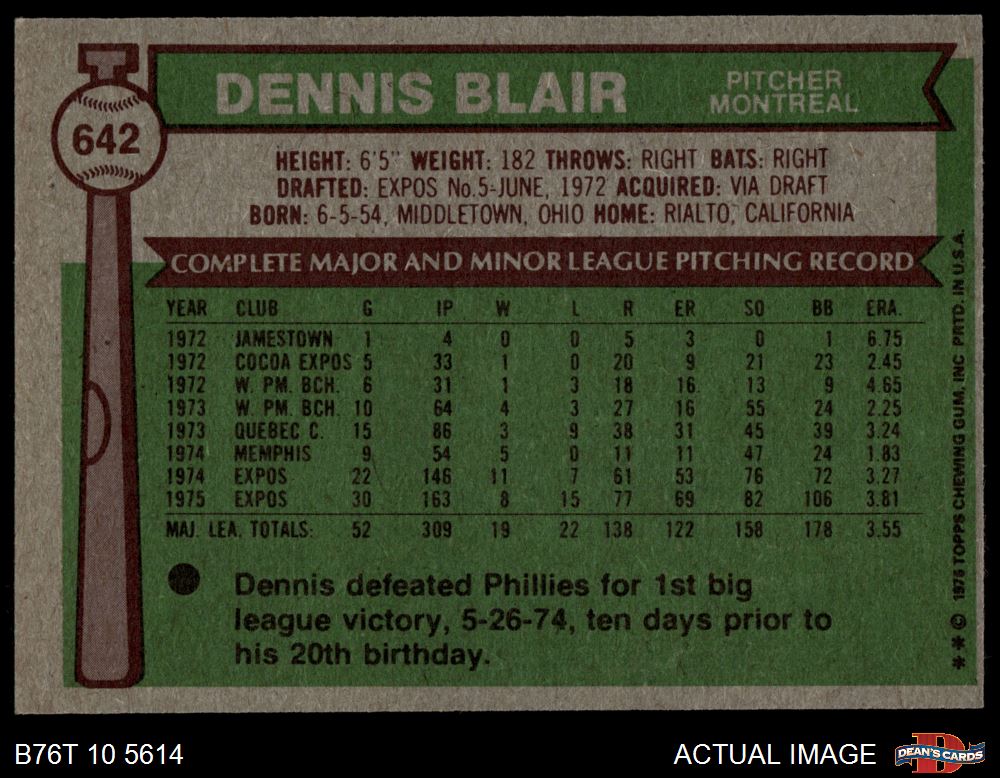 642
DENNIS BLAIR
PITCHER
MONTREAL
HEIGHT: 6'5" WEIGHT: 182 THROWS: RIGHT BATS: RIGHT
DRAFTED: EXPOS No.5-JUNE, 1972 ACQUIRED: VIA DRAFT
BORN: 6-5-54, MIDDLETOWN, OHIO HOME: RIALTO, CALIFORNIA
COMPLETE MAJOR AND MINOR LEAGUE PITCHING RECORD
YEAR CLUB G IP W L R ER SO BB ERA.
1972 JAMESTOWN 1 4 0 0 5 3 0 1 6.75
1972 COCOA EXPOS 5 33 1 0 20 9 21 23 2.45
1972 W. PM. BCH. 6 31 1 3 18 16 13 9 4.65
1973 W. PM. BCH. 10 64 4 3 27 16 55 24 2.25
1973 QUEBEC C. 15 86 3 9 38 31 45 39 3.24
1974 MEMPHIS 9 54 5 0 11 11 47 24 1.83
1974 EXPOS 22 146 11 7 61 53 76 72 3.27
1975 EXPOS 30 163 8 15 77 69 82 106 3.81
MAJ. LEA. TOTALS: 52 309 19 22 138 122 158 178 3.55
Dennis defeated Phillies for 1st big
league victory, 5-26-74, ten days prior to
his 20th birthday.
** © 1976 TOPPS CHEWING GUM, INC PRTD. IN U.S.A.
B76T 10 5614
ACTUAL IMAGE
D
DEAN'S CARDS